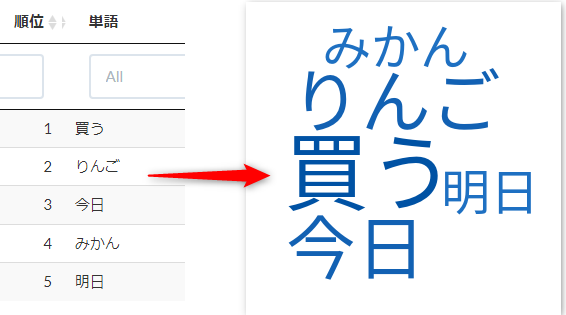 順位 単語
All
1 買う
2 りんご
3 今日
4 みかん
5 明日
みかん
りんご
買う
明日
今日